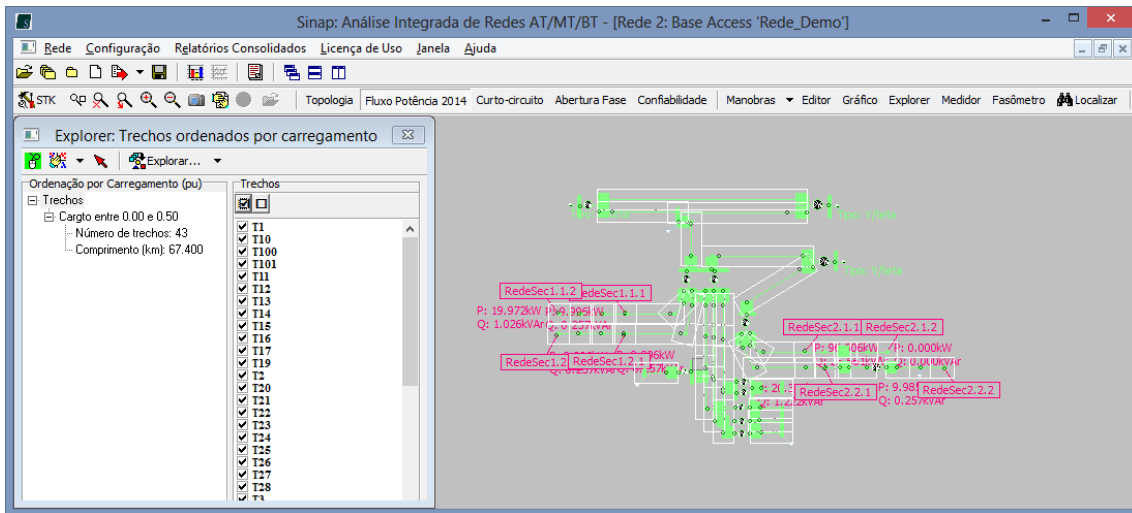 Sinap: Análise Integrada de Redes AT/MT/BT - [Rede 2: Base Access 'Rede_Demo']
Rede Configuração Relatórios Consolidados Licença de Uso Janela Ajuda
STK Topologia Fluxo Potência 2014 Curto-circuito Abertura Fase Confiabilidade Manobras Editor Gráfico Explorer Medidor Fasômetro Localizar
Explorer: Trechos ordenados por carregamento
Explorar...
Ordenação por Carregamento (pu)
Trechos
Cargto entre 0.00 e 0.50
Número de trechos: 43
Comprimento (km): 67.400
Trechos
T1
T10
T100
T101
T11
T12
T13
T14
T15
T16
T17
T19
T2
T20
T21
T22
T23
T24
T25
T26
T27
T28
T3
Tipo: V/teta
RedeSec1.1.2
RedeSec1.1.1
P: 19.972kW
Q: 1.026kVAr
RedeSec1.2.1
RedeSec2.1.1 RedeSec2.1.2
P: 0.000kW
Q: 0.000kVAr
RedeSec2.2.1
RedeSec2.2.2
Q: 0.257kVAr